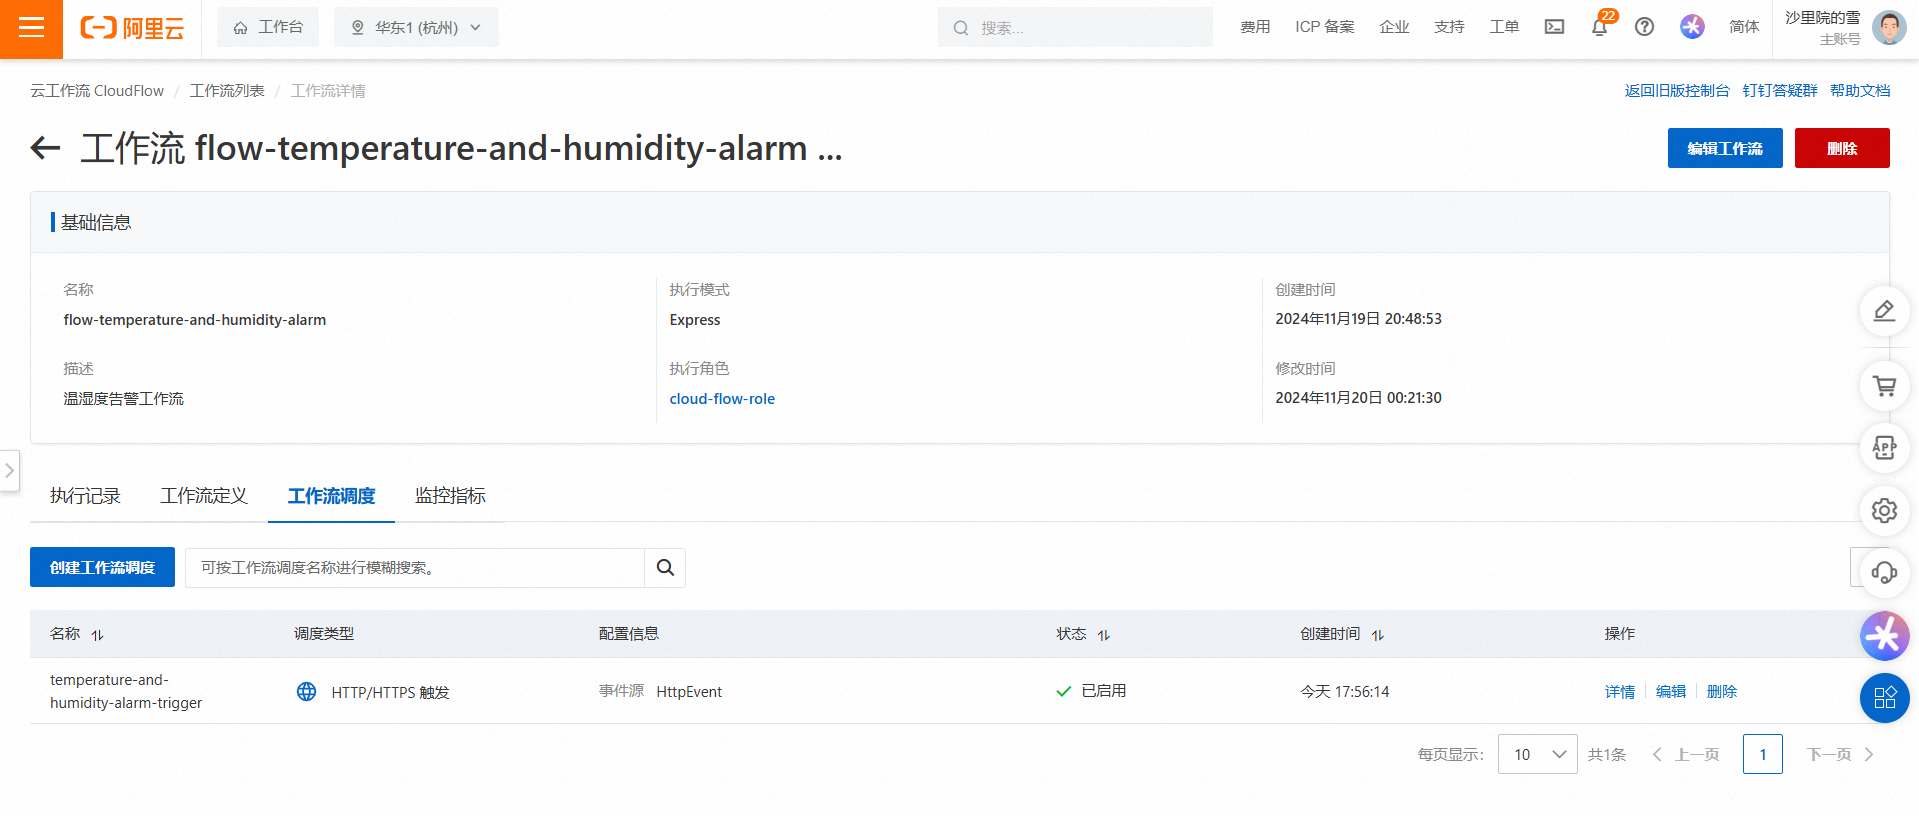 阿里云 工作台 华东1 (杭州) 搜索... 费用 ICP 备案 企业 支持 工单 22 简体 沙里院的雪
主账号
云工作流 CloudFlow / 工作流列表 / 工作流详情 返回旧版控制台 钉钉答疑群 帮助文档
工作流 flow-temperature-and-humidity-alarm ... 编辑工作流 删除
基础信息
名称 执行模式 创建时间
flow-temperature-and-humidity-alarm Express 2024年11月19日 20:48:53
描述 执行角色 修改时间
温湿度告警工作流 cloud-flow-role 2024年11月20日 00:21:30
APP
执行记录 工作流定义 工作流调度 监控指标
创建工作流调度 可按工作流调度名称进行模糊搜索。
名称 调度类型 配置信息 状态 创建时间 操作
temperature-and-
humidity-alarm-trigger HTTP/HTTPS 触发 事件源 HttpEvent 已启用 今天 17:56:14 详情 编辑 删除
每页显示: 10 共1条 上一页 1 下一页